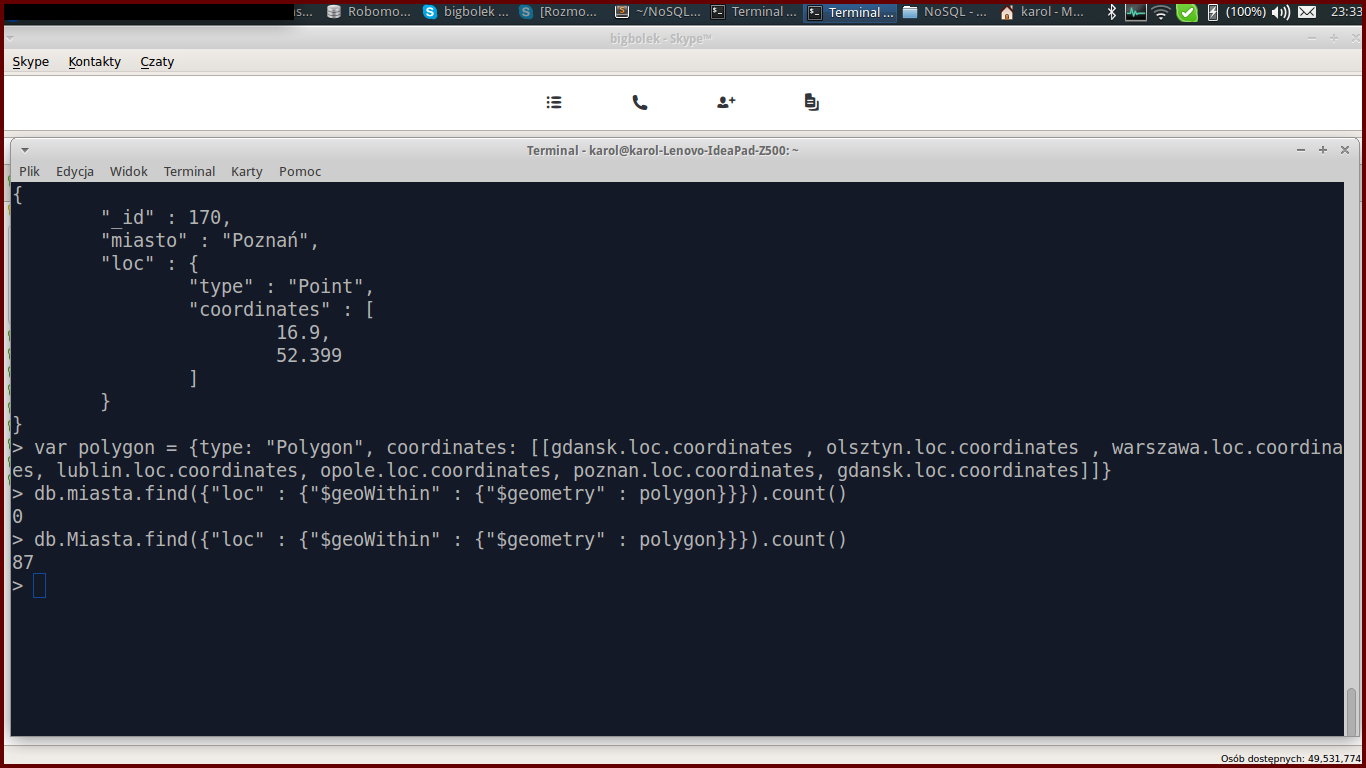 s... Robomo... bigbolek ... [Rozmo... ~/NoSQL... Terminal ... Terminal ... NoSQL - ... karol - M... (100%) 23:33
bigbolek - Skype™
Skype Kontakty Czaty
Terminal - karol@karol-Lenovo-IdeaPad-Z500: ~
Plik Edycja Widok Terminal Karty Pomoc
{
"_id" : 170,
"miasto" : "Poznań",
"loc" : {
"type" : "Point",
"coordinates" : [
16.9,
52.399
]
}
}
> var polygon = {type: "Polygon", coordinates: [[gdansk.loc.coordinates , olsztyn.loc.coordinates , warszawa.loc.coordina
es, lublin.loc.coordinates, opole.loc.coordinates, poznan.loc.coordinates, gdansk.loc.coordinates]]}
> db.miasta.find({"loc" : {"$geoWithin" : {"$geometry" : polygon}}}).count()
0
> db.Miasta.find({"loc" : {"$geoWithin" : {"$geometry" : polygon}}}).count()
87
>
Osób dostępnych: 49,531,774